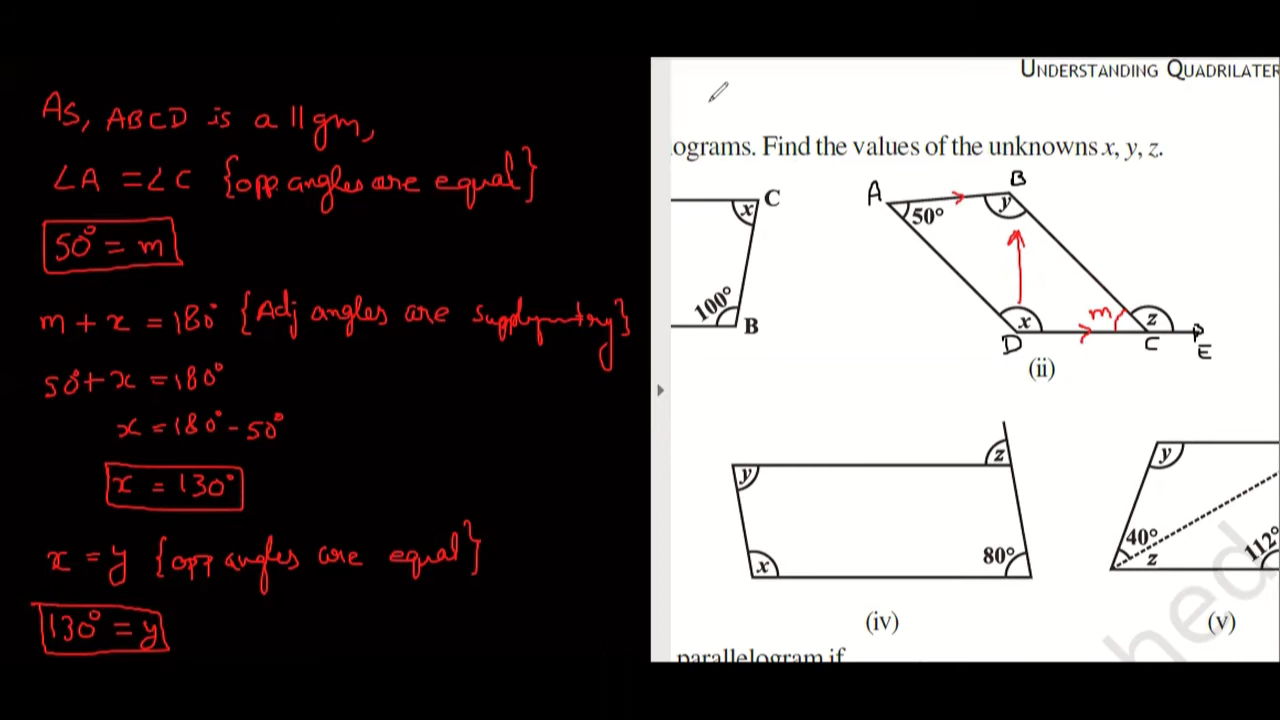 As, ABCD is a ||gm,
∠A = ∠C {opp angles are equal}
50° = m
m + x = 180° {Adj angles are supplymentry}
50° + x = 180°
x = 180° - 50°
x = 130°
x = y {opp angles are equal}
130° = y
UNDERSTANDING QUADRILATER
ograms. Find the values of the unknowns x, y, z.
x C
100° B
A B
50° y
x m z
D C E
(ii)
y z
x 80°
(iv)
y
40° z 112°
(v)
hed
parallelogram if